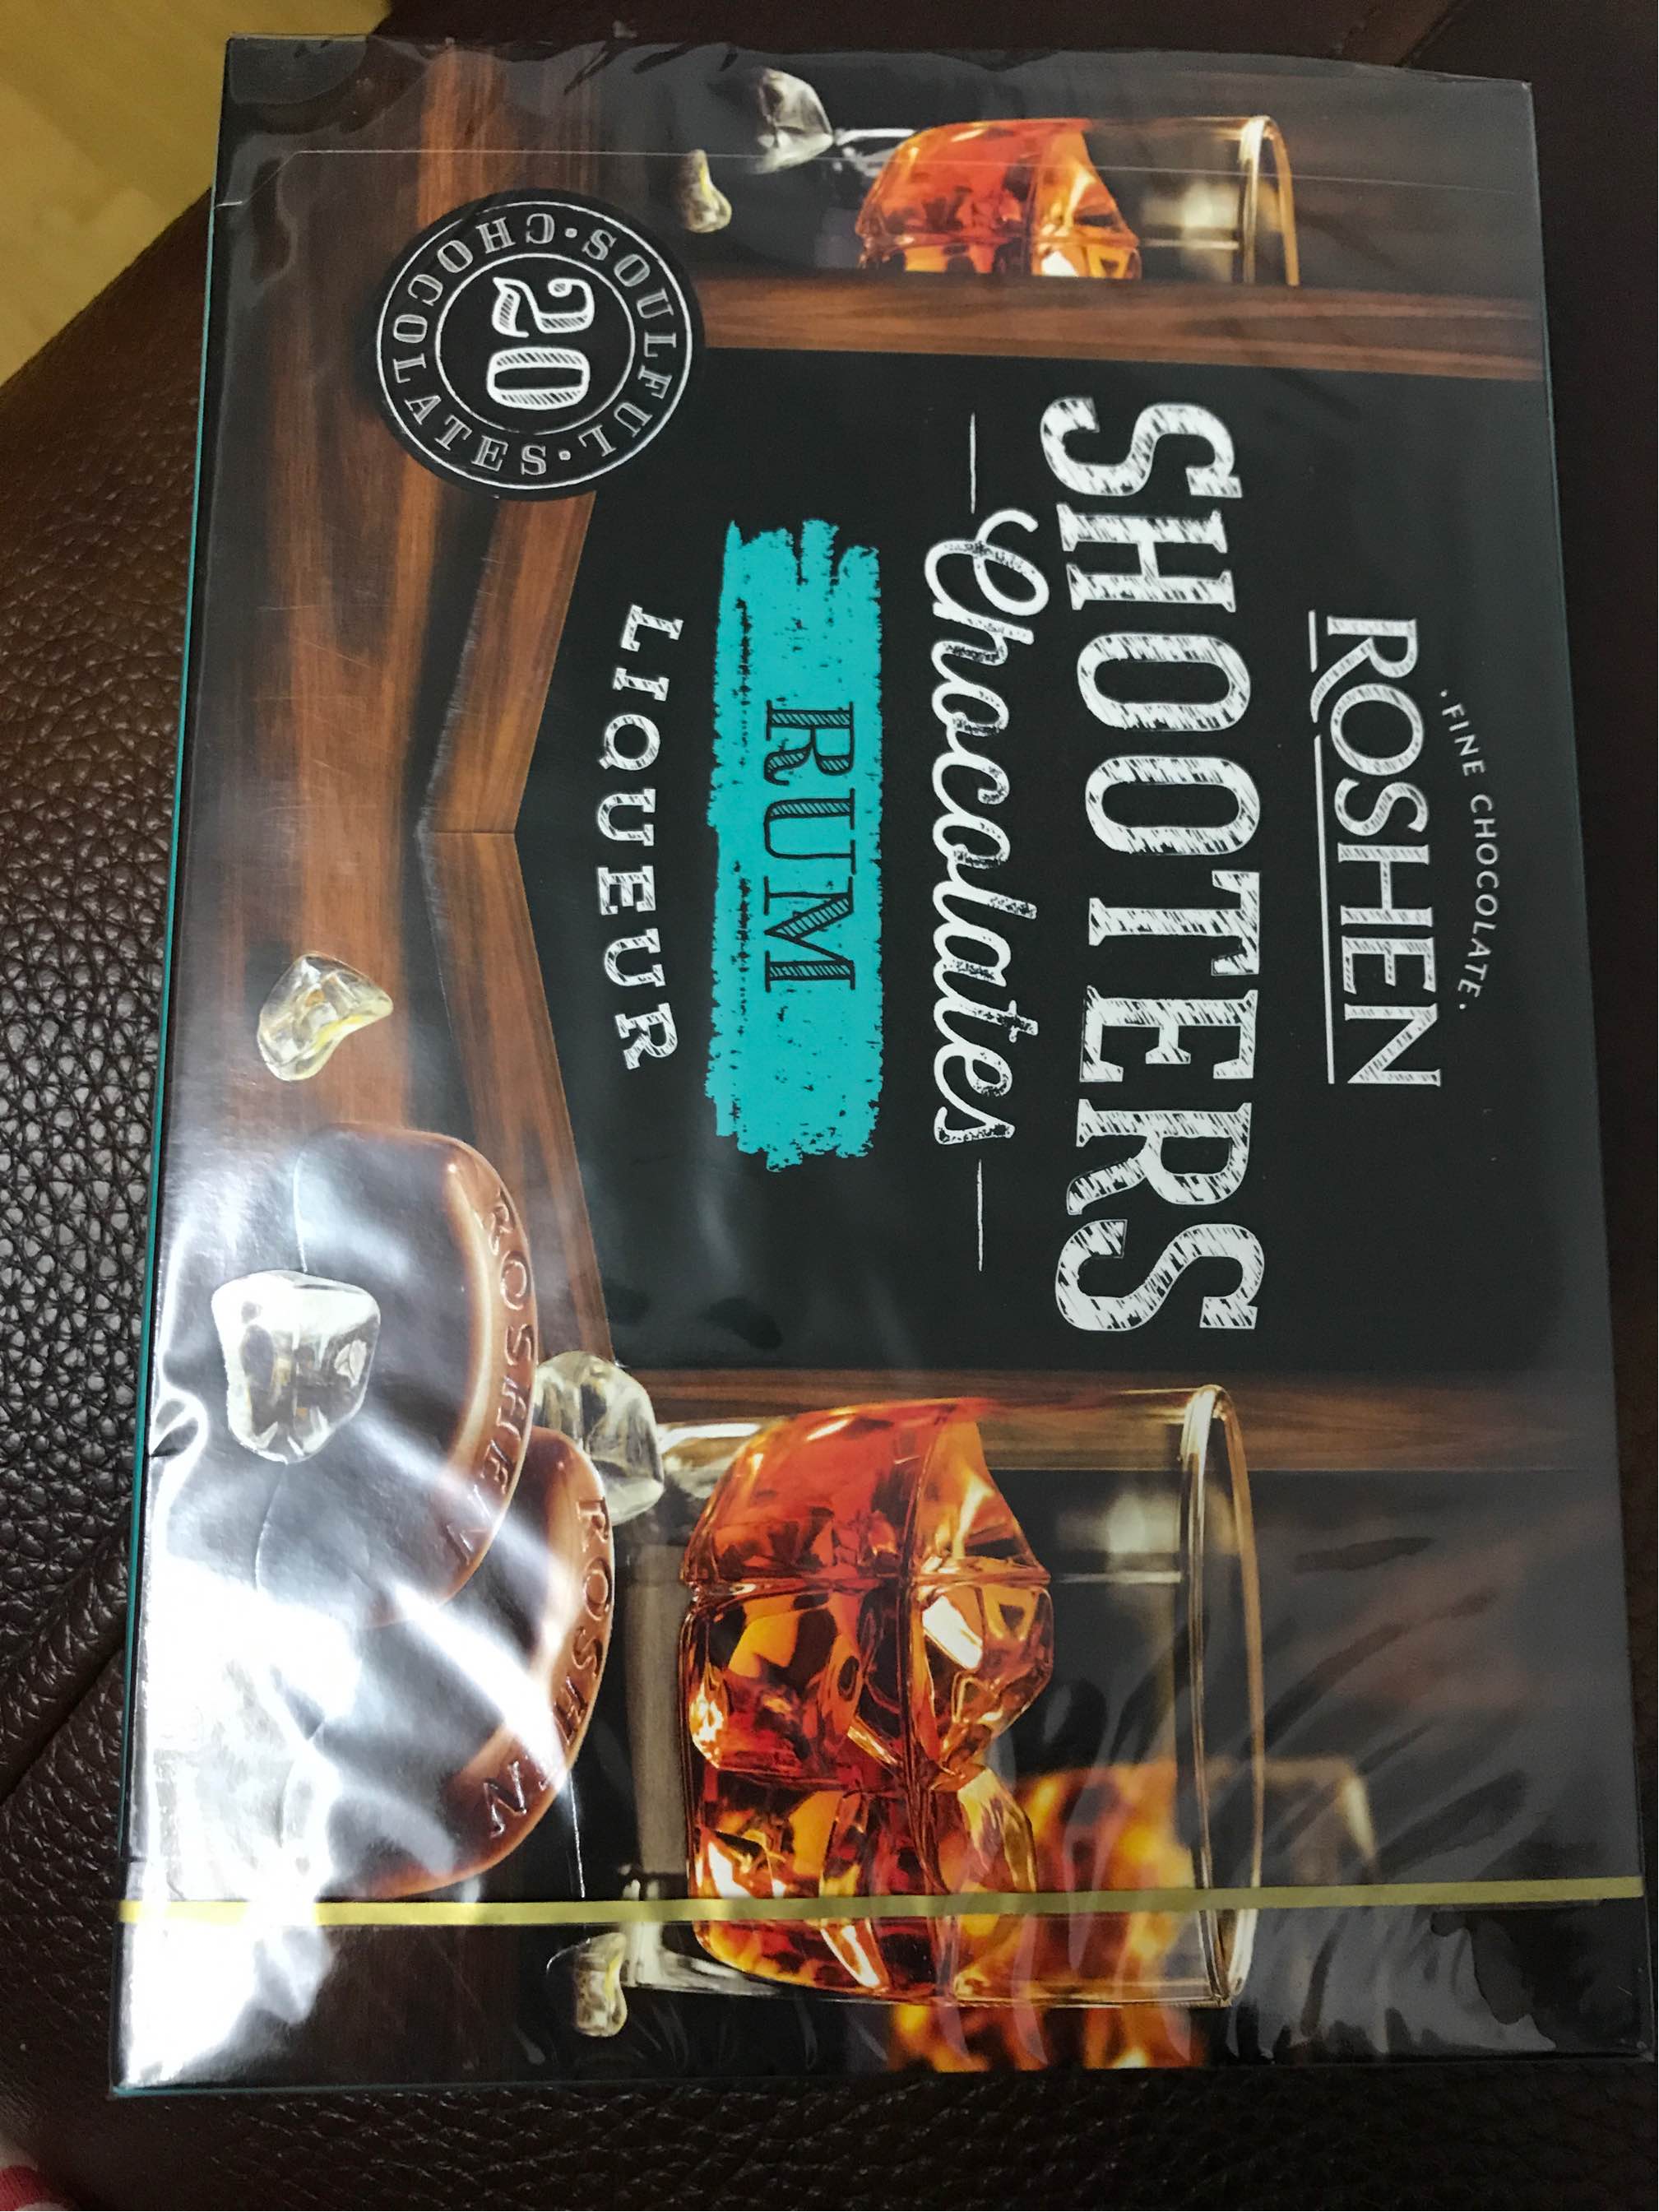 · FINE CHOCOLATE ·
ROSHEN
SHOOTERS
Chocolates
RUM
LIQUEUR
SOULFUL · CHOCOLATES ·
20
ROSHEN
ROSHEN